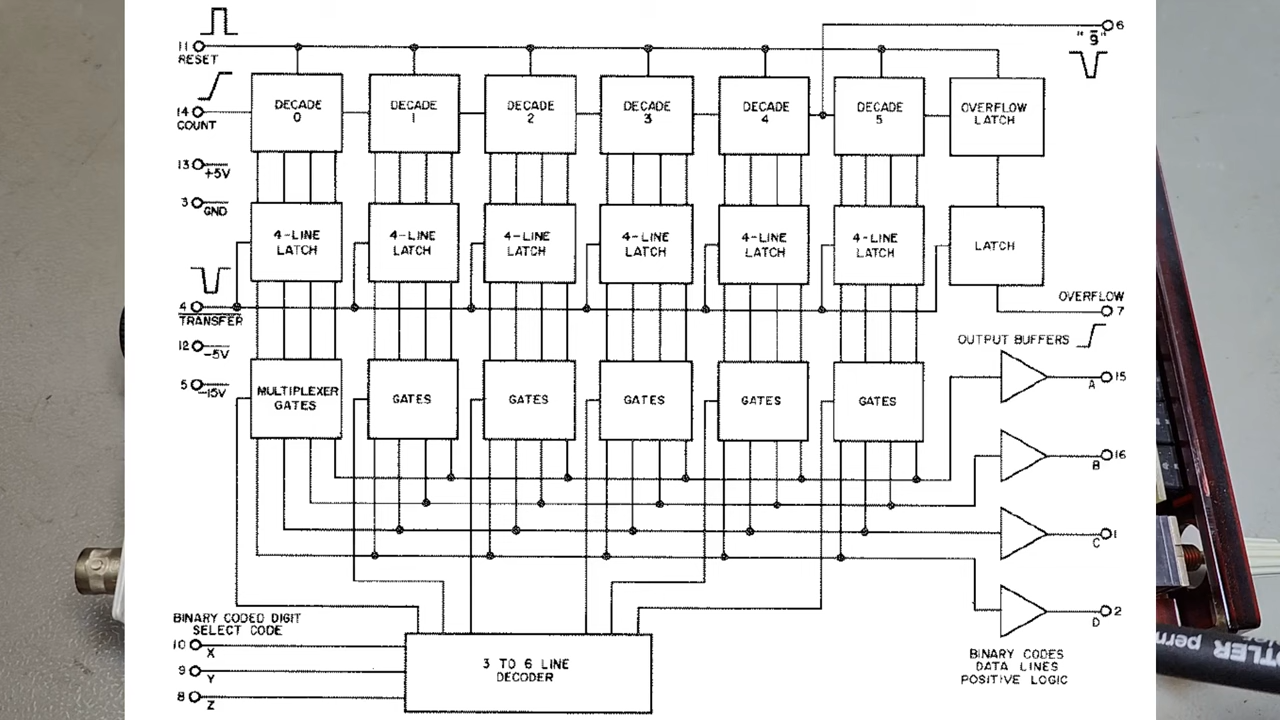 6
"9̅"
11
RESET
14
COUNT
13
+5V
3
GND
4
TRANSFER
12
-5V
5
-15V
DECADE
0
DECADE
1
DECADE
2
DECADE
3
DECADE
4
DECADE
5
OVERFLOW
LATCH
4-LINE
LATCH
4-LINE
LATCH
4-LINE
LATCH
4-LINE
LATCH
4-LINE
LATCH
4-LINE
LATCH
LATCH
OVERFLOW
7
OUTPUT BUFFERS
MULTIPLEXER
GATES
GATES
GATES
GATES
GATES
GATES
A
15
B
16
C
1
D
2
BINARY CODED DIGIT
SELECT CODE
10
X
9
Y
8
Z
3 TO 6 LINE
DECODER
BINARY CODES
DATA LINES
POSITIVE LOGIC
perm